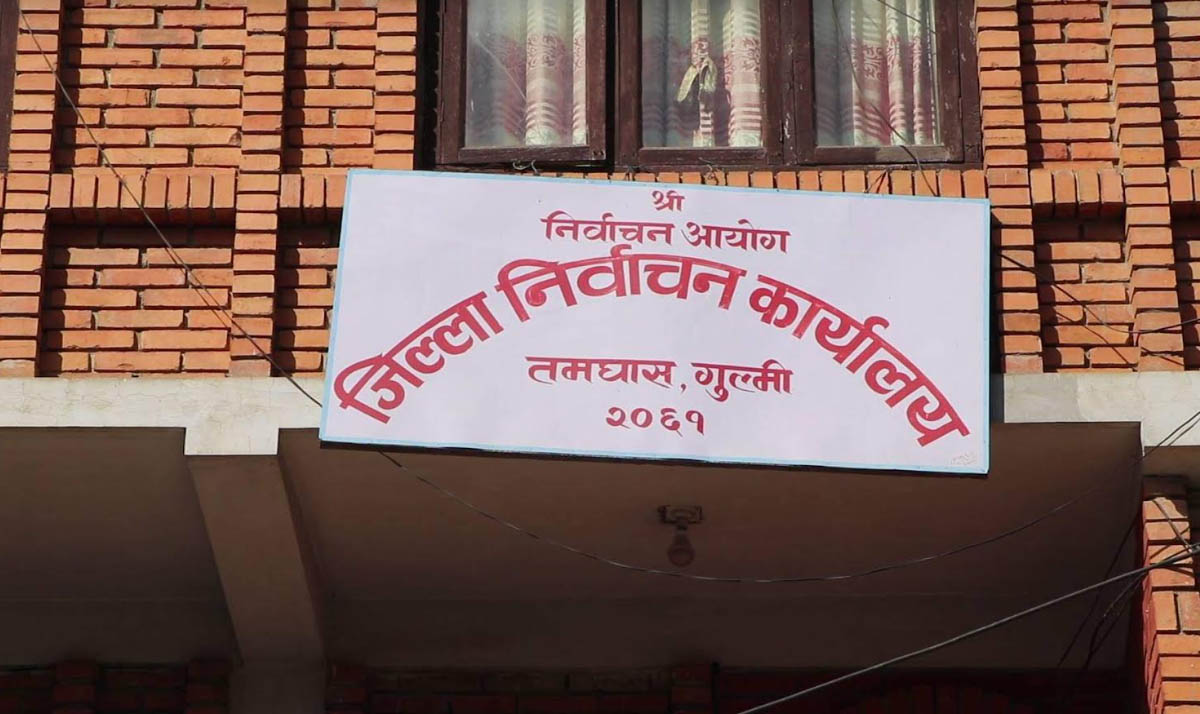 श्री
निर्वाचन आयोग
जिल्ला निर्वाचन कार्यालय
तमघास, गुल्मी
२०६१